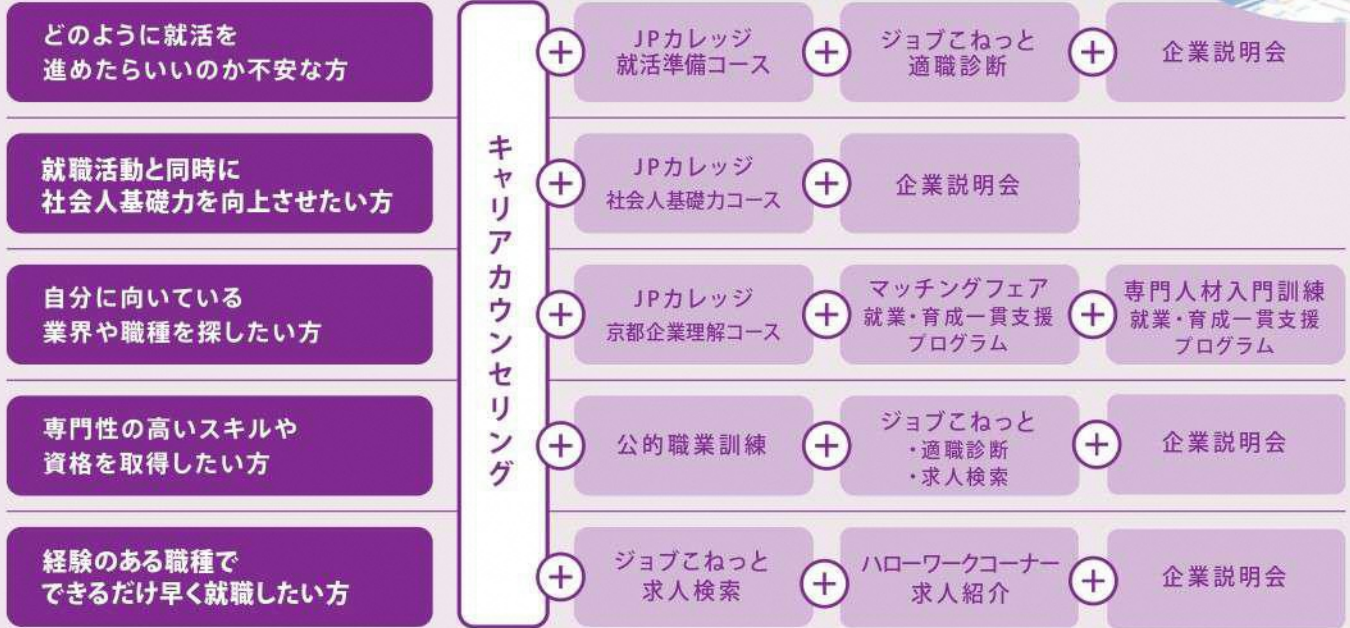 どのように就活を
進めたらいいのか不安な方
JPカレッジ
就活準備コース
ジョブこねっと
適職診断
企業説明会
キャリアカウンセリング
就職活動と同時に
社会人基礎力を向上させたい方
JPカレッジ
社会人基礎力コース
企業説明会
自分に向いている
業界や職種を探したい方
JPカレッジ
京都企業理解コース
マッチングフェア
就業・育成一貫支援
プログラム
専門人材入門訓練
就業・育成一貫支援
プログラム
専門性の高いスキルや
資格を取得したい方
公的職業訓練
ジョブこねっと
・適職診断
・求人検索
企業説明会
経験のある職種で
できるだけ早く就職したい方
ジョブこねっと
求人検索
ハローワークコーナー
求人紹介
企業説明会